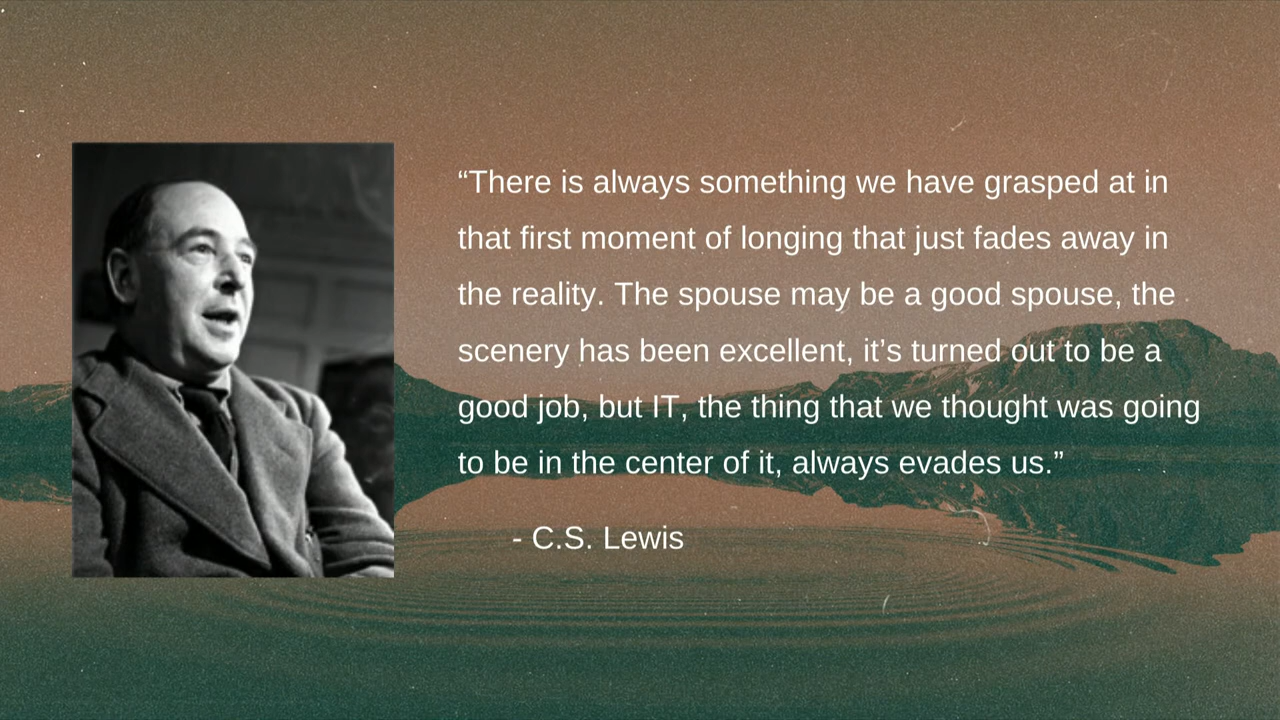 “There is always something we have grasped at in
that first moment of longing that just fades away in
the reality. The spouse may be a good spouse, the
scenery has been excellent, it’s turned out to be a
good job, but IT, the thing that we thought was going
to be in the center of it, always evades us.”
- C.S. Lewis